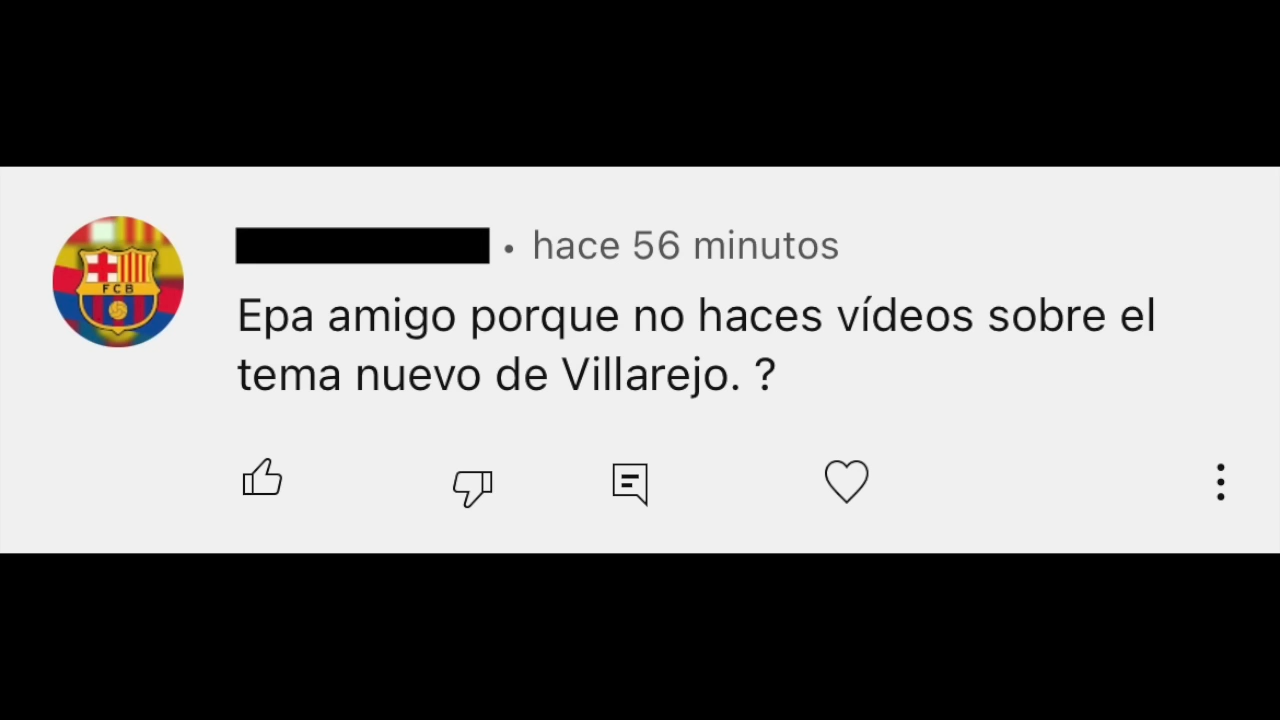 FCB
• hace 56 minutos
Epa amigo porque no haces vídeos sobre el
tema nuevo de Villarejo. ?